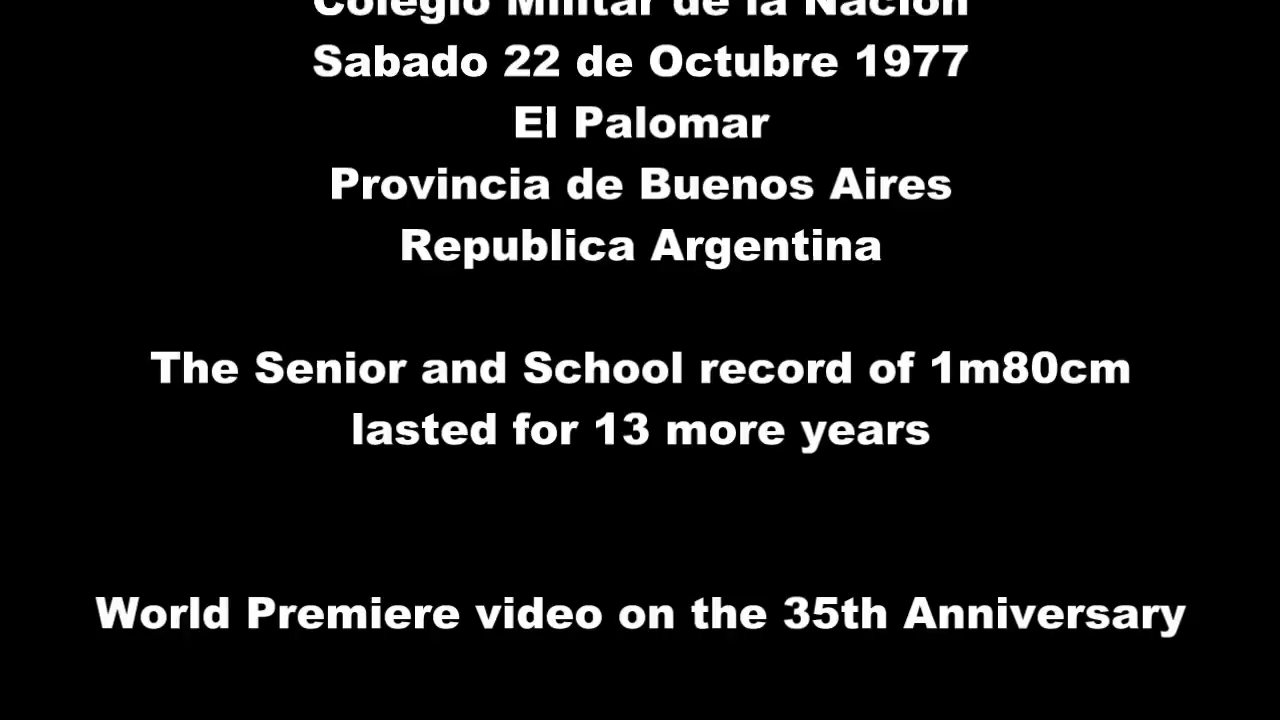 Colegio Militar de la Nacion
Sabado 22 de Octubre 1977
El Palomar
Provincia de Buenos Aires
Republica Argentina
The Senior and School record of 1m80cm
lasted for 13 more years
World Premiere video on the 35th Anniversary